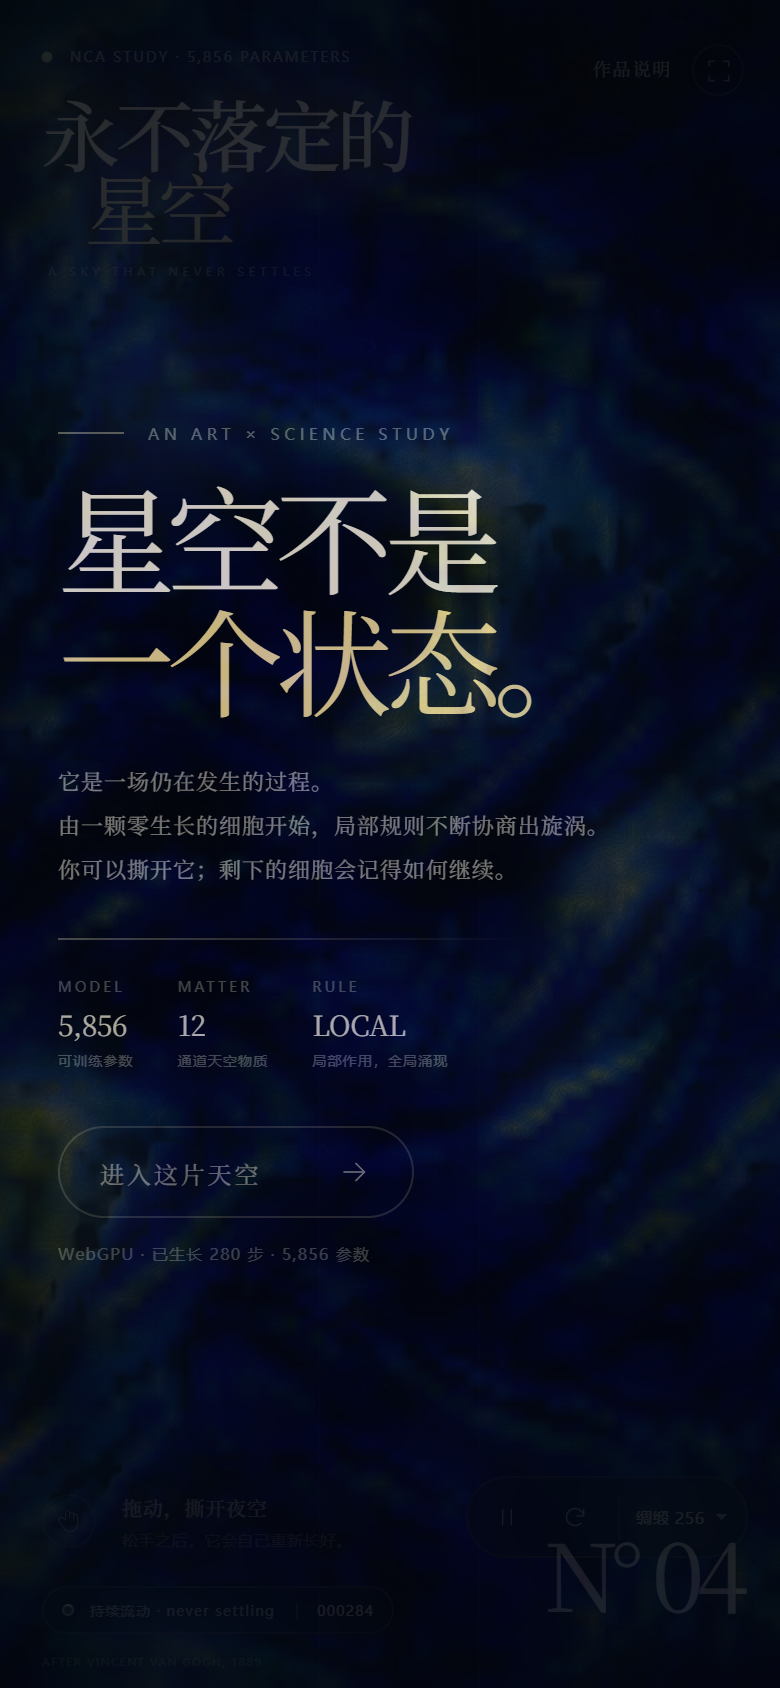 NCA STUDY · 5,856 PARAMETERS
作品说明
永不落定的
星空
A SKY THAT NEVER SETTLES
AN ART × SCIENCE STUDY
星空不是
一个状态。
它是一场仍在发生的过程。
由一颗零生长的细胞开始，局部规则不断协商出旋涡。
你可以撕开它；剩下的细胞会记得如何继续。
MODEL
5,856
可训练参数
MATTER
12
通道天空物质
RULE
LOCAL
局部作用，全局涌现
进入这片天空
WebGPU · 已生长 280 步 · 5,856 参数
拖动，撕开夜空
松手之后，它会自己重新长好。
绸缎 256
N° 04
持续流动 · never settling
000284
AFTER VINCENT VAN GOGH, 1889